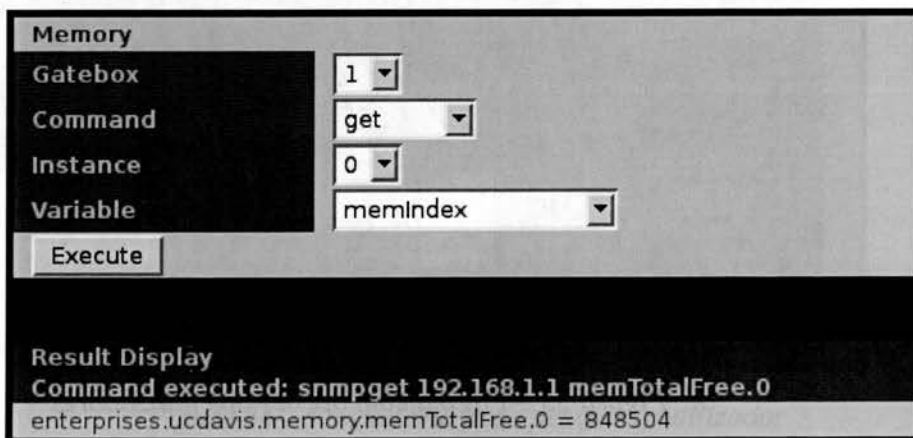 Memory
Gatebox 1
Command get
Instance 0
Variable memIndex
Execute
Result Display
Command executed: snmpget 192.168.1.1 memTotalFree.0
enterprises.ucdavis.memory.memTotalFree.0 = 848504